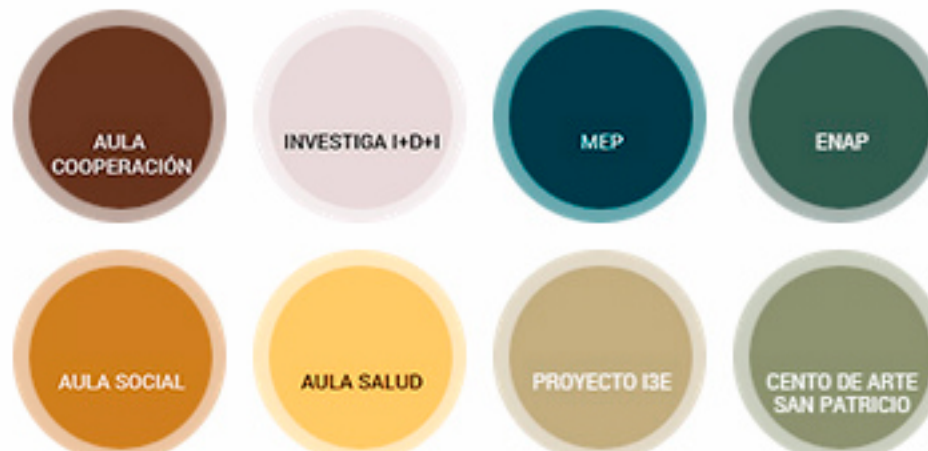 AULA
COOPERACIÓN
INVESTIGA I+D+I
MEP
ENAP
AULA SOCIAL
AULA SALUD
PROYECTO I3E
CENTO DE ARTE
SAN PATRICIO